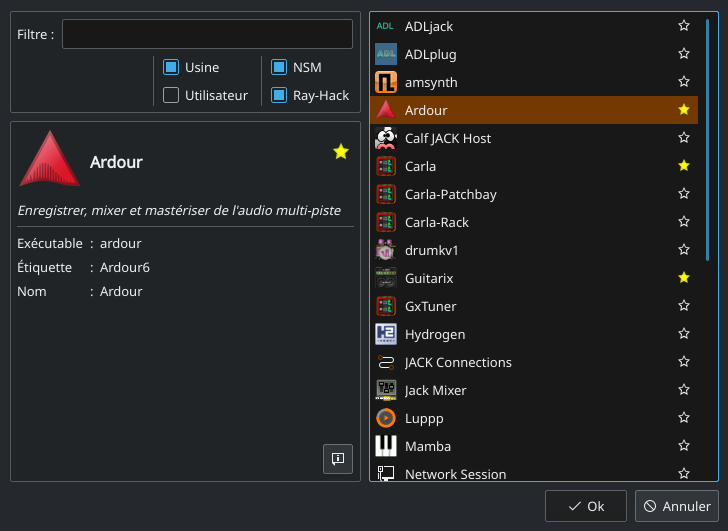 Filtre :
Usine
NSM
Utilisateur
Ray-Hack
Ardour
Enregistrer, mixer et mastériser de l'audio multi-piste
Exécutable : ardour
Étiquette : Ardour6
Nom : Ardour
ADL ADLjack
ADL ADLplug
amsynth
Ardour
Calf JACK Host
Carla
Carla-Patchbay
Carla-Rack
drumkv1
Guitarix
GxTuner
H2 Hydrogen
JACK Connections
Jack Mixer
Luppp
Mamba
Network Session
Ok
Annuler